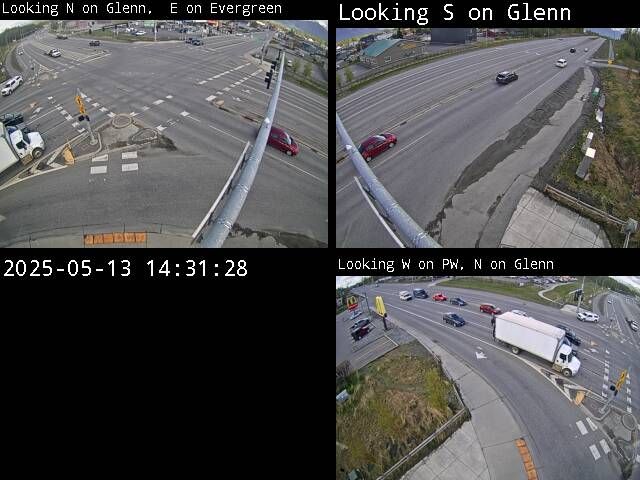 Looking N on Glenn,  E on Evergreen
Looking S on Glenn
2025-05-13 14:31:28
Looking W on PW, N on Glenn